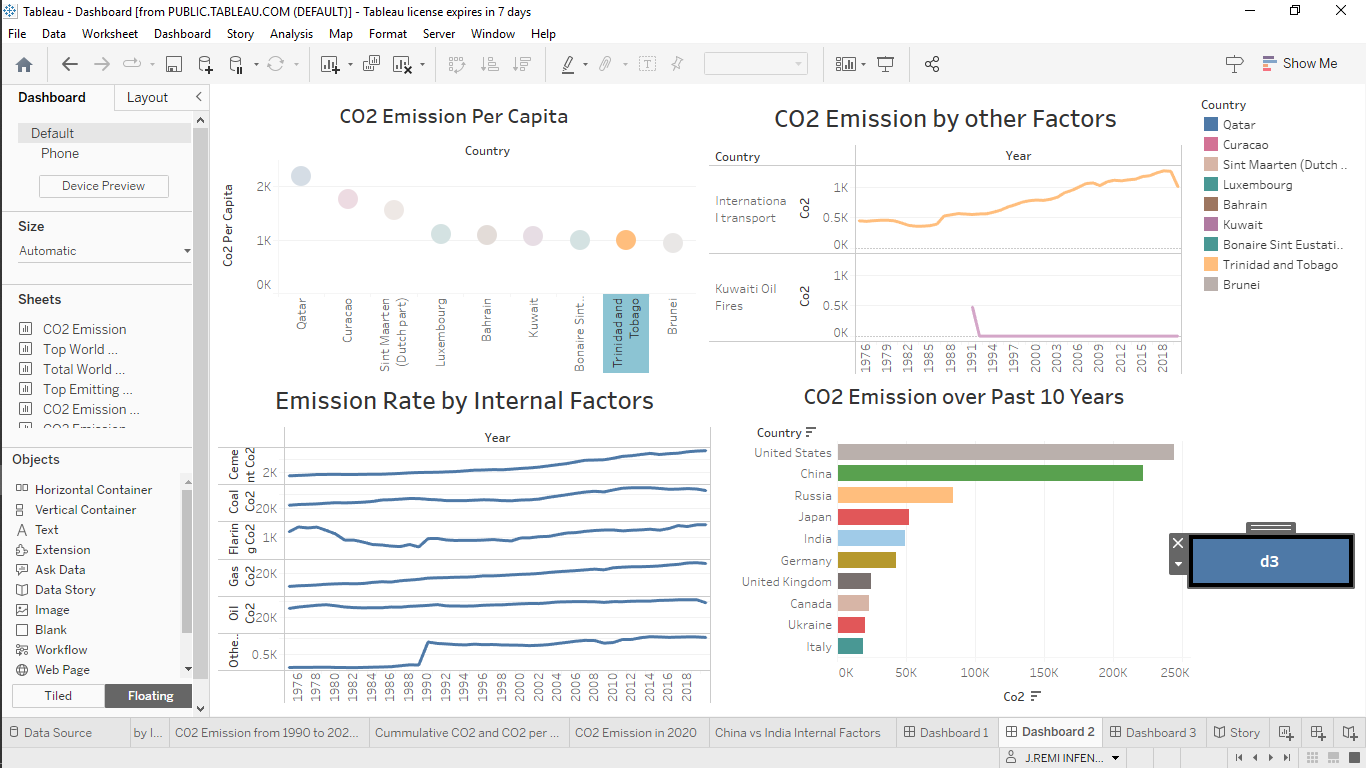 Tableau - Dashboard [from PUBLIC.TABLEAU.COM (DEFAULT)] - Tableau license expires in 7 days
File Data Worksheet Dashboard Story Analysis Map Format Server Window Help
Show Me
Dashboard Layout
Default
Phone
Device Preview
Size
Automatic
Sheets
CO2 Emission
Top World ...
Total World ...
Top Emitting ...
CO2 Emission ...
Objects
Horizontal Container
Vertical Container
Text
Extension
Ask Data
Data Story
Image
Blank
Workflow
Web Page
Tiled Floating
CO2 Emission Per Capita
Country
Co2 Per Capita
2K
1K
0K
Qatar
Curacao
Sint Maarten
(Dutch part)
Luxembourg
Bahrain
Kuwait
Bonaire Sint..
Trinidad and
Tobago
Brunei
CO2 Emission by other Factors
Country
Year
Internationa
l transport
Co2
1K
0.5K
0K
Kuwaiti Oil
Fires
Co2
1K
0.5K
0K
1976 1979 1982 1985 1988 1991 1994 1997 2000 2003 2006 2009 2012 2015 2018
Country
Qatar
Curacao
Sint Maarten (Dutch ..
Luxembourg
Bahrain
Kuwait
Bonaire Sint Eustati..
Trinidad and Tobago
Brunei
Emission Rate by Internal Factors
Year
Ceme
nt Co2
2K
Coal
Co2
20K
Flarin
g Co2
1K
Gas
Co2
20K
Oil
Co2
20K
Othe..
0.5K
1976 1978 1980 1982 1984 1986 1988 1990 1992 1994 1996 1998 2000 2002 2004 2006 2008 2010 2012 2014 2016 2018
CO2 Emission over Past 10 Years
Country
United States
China
Russia
Japan
India
Germany
United Kingdom
Canada
Ukraine
Italy
0K 50K 100K 150K 200K 250K
Co2
d3
Data Source by I... CO2 Emission from 1990 to 202... Cummulative CO2 and CO2 per ... CO2 Emission in 2020 China vs India Internal Factors Dashboard 1 Dashboard 2 Dashboard 3 Story
J.REMI INFEN...